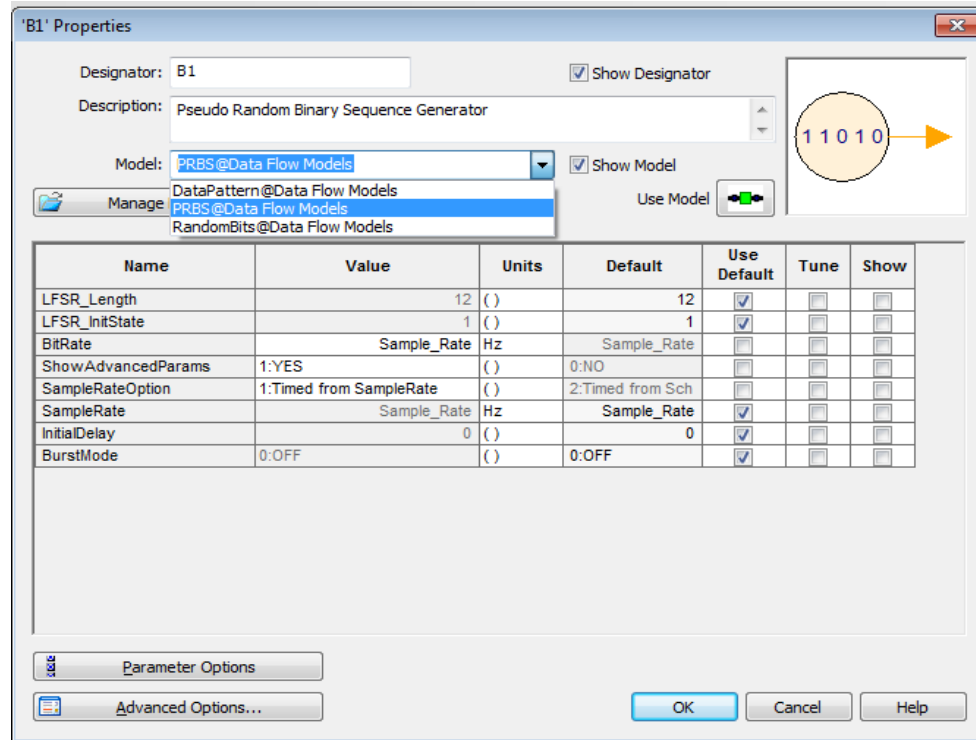 'B1' Properties
Designator: B1 Show Designator
Description: Pseudo Random Binary Sequence Generator
1 1 0 1 0
Model: PRBS@Data Flow Models Show Model
DataPattern@Data Flow Models
Manage PRBS@Data Flow Models Use Model
RandomBits@Data Flow Models
Name Value Units Default Use Default Tune Show
LFSR_Length 12 ( ) 12
LFSR_InitState 1 ( ) 1
BitRate Sample_Rate Hz Sample_Rate
ShowAdvancedParams 1:YES ( ) 0:NO
SampleRateOption 1:Timed from SampleRate ( ) 2:Timed from Sch
SampleRate Sample_Rate Hz Sample_Rate
InitialDelay 0 ( ) 0
BurstMode 0:OFF ( ) 0:OFF
Parameter Options
Advanced Options... OK Cancel Help